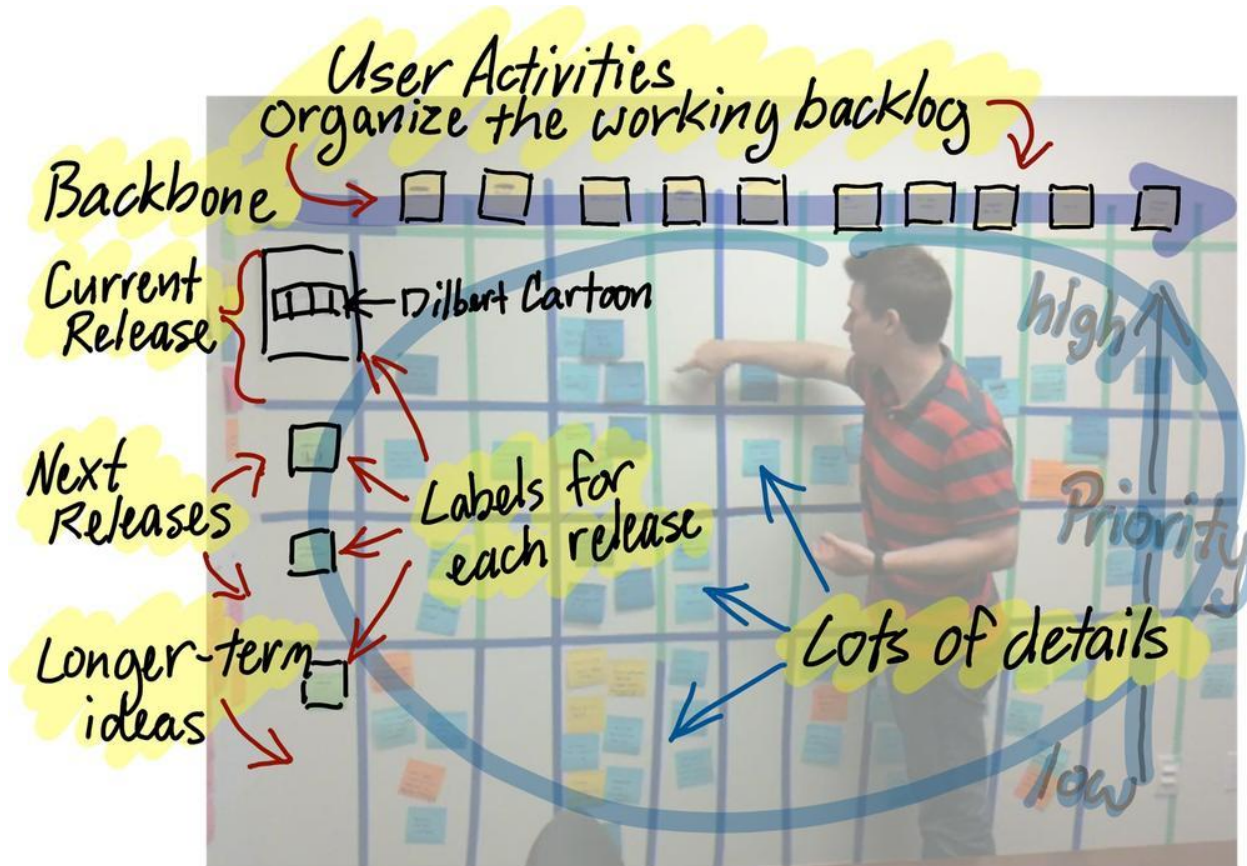 User Activities
organize the working backlog
Backbone
Current
Release
Dilbert Cartoon
high
Next
Releases
Labels for
each release
Priority
Lots of details
Longer-term
ideas
low